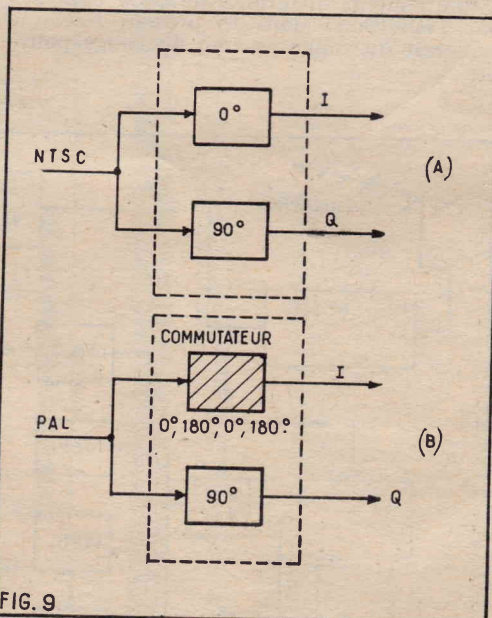 I
0°
NTSC
(A)
Q
90°
COMMUTATEUR
I
PAL
0°, 180°, 0°, 180°.
(B)
90°
Q
FIG. 9